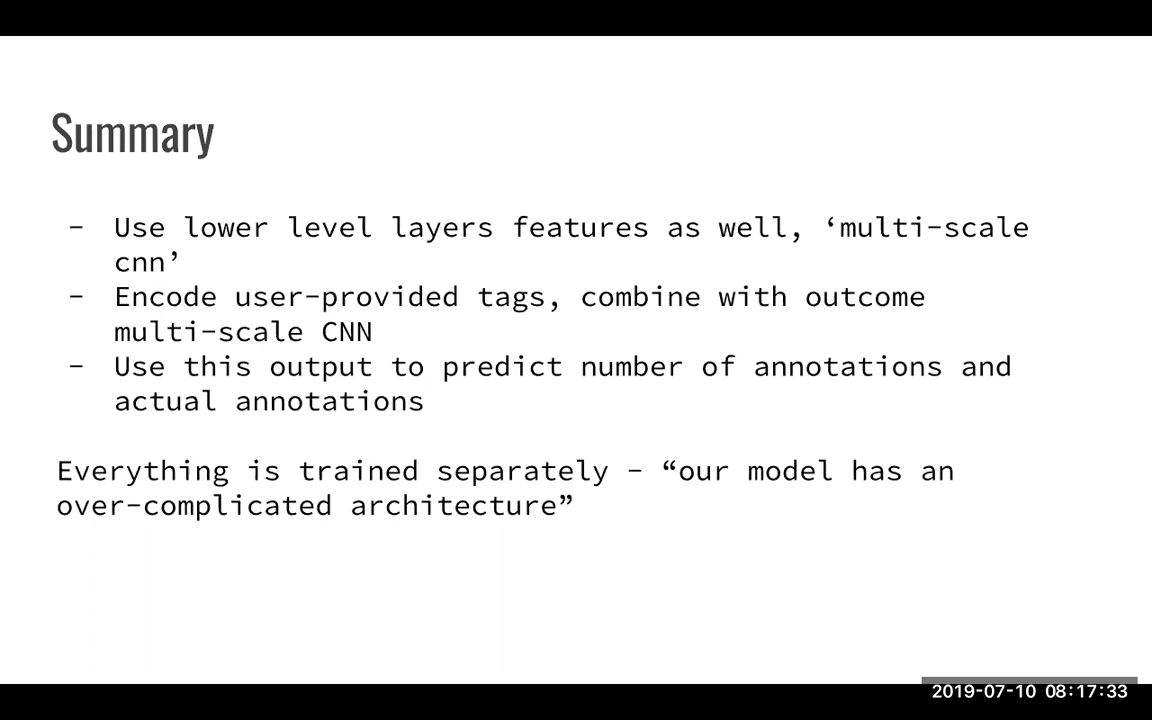 Summary
- Use lower level layers features as well, ‘multi-scale
cnn’
- Encode user-provided tags, combine with outcome
multi-scale CNN
- Use this output to predict number of annotations and
actual annotations
Everything is trained separately - “our model has an
over-complicated architecture”
2019-07-10 08:17:33